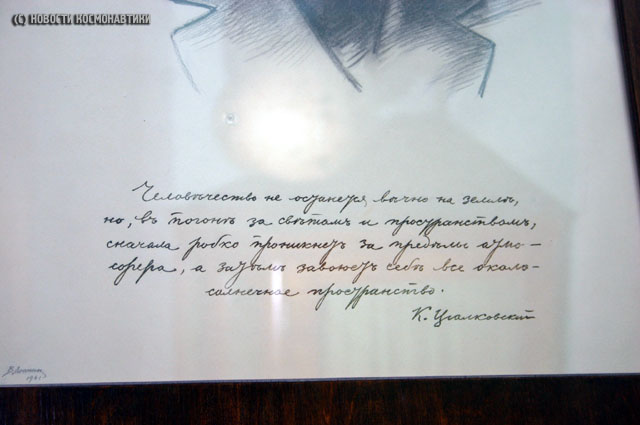 (C) НОВОСТИ КОСМОНАВТИКИ
Человѣчество не останется вѣчно на землѣ,
но, въ погонѣ за свѣтомъ и пространствомъ,
сначала робко проникнетъ за предѣлы атмо-
сферы, а затѣмъ завоюетъ себѣ все около-
солнечное пространство.
К. Циолковский